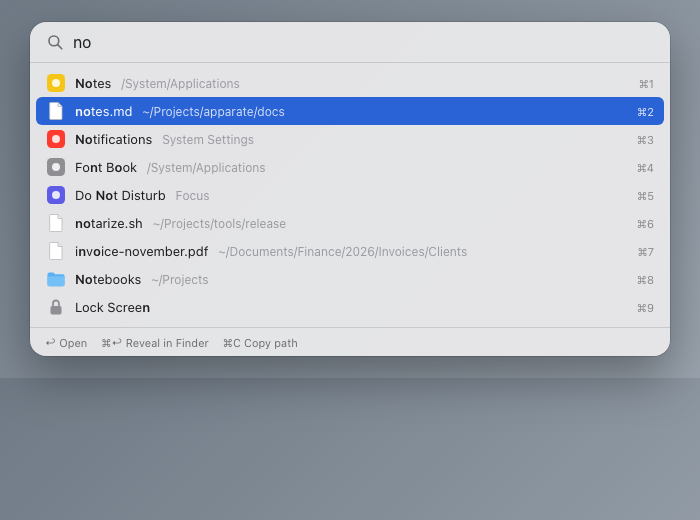 no
Notes /System/Applications ⌘1
notes.md ~/Projects/apparate/docs ⌘2
Notifications System Settings ⌘3
Font Book /System/Applications ⌘4
Do Not Disturb Focus ⌘5
notarize.sh ~/Projects/tools/release ⌘6
invoice-november.pdf ~/Documents/Finance/2026/Invoices/Clients ⌘7
Notebooks ~/Projects ⌘8
Lock Screen ⌘9
↩ Open ⌘↩ Reveal in Finder ⌘C Copy path